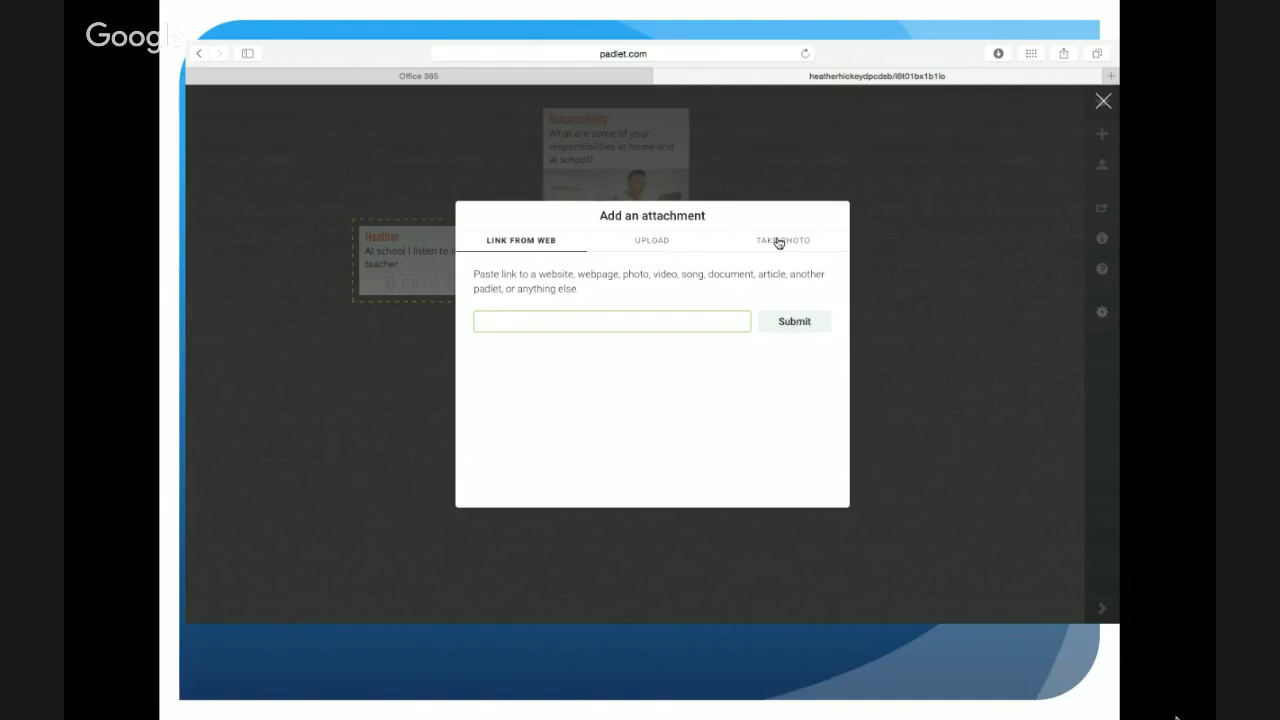 Google
padlet.com
Office 365
Responsibility
What are some of your
responsibilities at home and
at school?
Add an attachment
LINK FROM WEB
UPLOAD
TAKE PHOTO
Heather
At school I listen to
teacher
Paste link to a website, webpage, photo, video, song, document, article, another
padlet, or anything else.
Submit